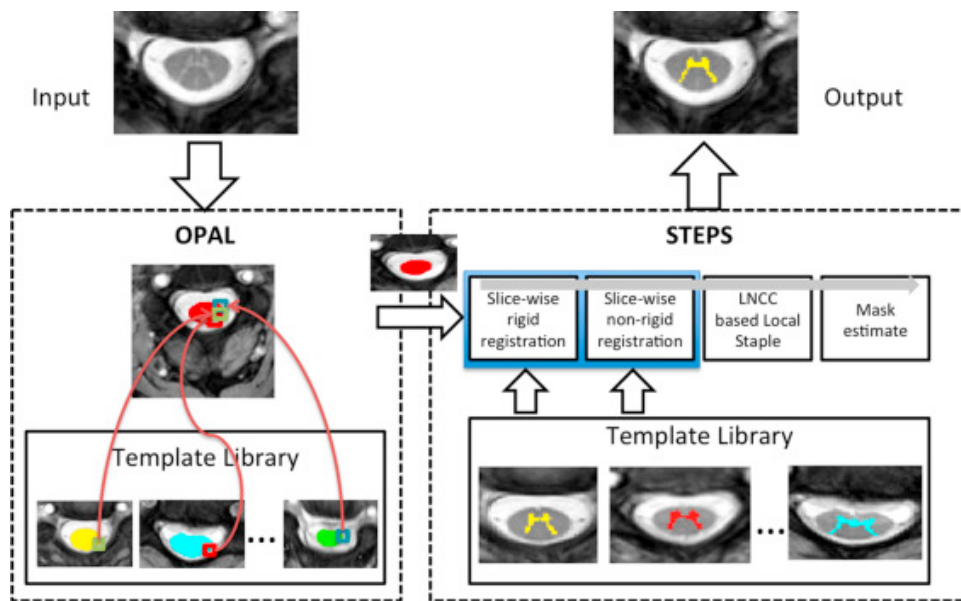 Input
Output
OPAL
STEPS
Slice-wise
rigid
registration
Slice-wise
non-rigid
registration
LNCC
based Local
Staple
Mask
estimate
Template Library
...
Template Library
...